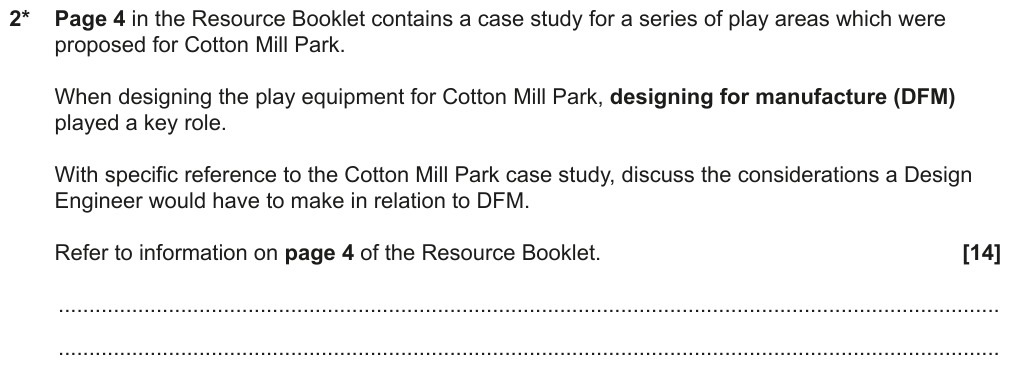 2* Page 4 in the Resource Booklet contains a case study for a series of play areas which were
proposed for Cotton Mill Park.
When designing the play equipment for Cotton Mill Park, designing for manufacture (DFM)
played a key role.
With specific reference to the Cotton Mill Park case study, discuss the considerations a Design
Engineer would have to make in relation to DFM.
Refer to information on page 4 of the Resource Booklet. [14]